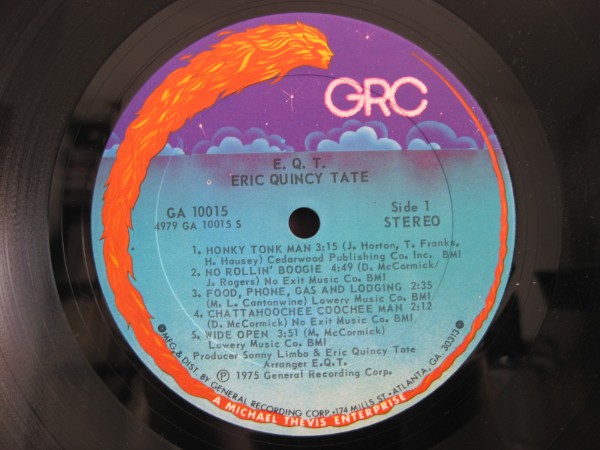 GRC
E. Q. T.
ERIC QUINCY TATE
GA 10015
4979 GA 10015 S
Side 1
STEREO
1. HONKY TONK MAN 3:15 (J. Horton, T. Franks,
H. Hausey) Cedarwood Publishing Co. Inc. BMI
2. NO ROLLIN' BOOGIE 4:49 (D. McCormick/
J. Rogers) No Exit Music Co. BMI
3. FOOD, PHONE, GAS AND LODGING 2:35
(M. L. Cantonwine) Lowery Music Co. BMI
4. CHATTAHOOCHEE COOCHEE MAN 2:12
(D. McCormick) No Exit Music Co. BMI
5. WIDE OPEN 3:51 (M. McCormick)
Lowery Music Co. BMI
Producer Sonny Limbo & Eric Quincy Tate
Arranger E.Q.T.
Ⓟ 1975 General Recording Corp.
MFG. & DIST. BY GENERAL RECORDING CORP. • 174 MILLS ST. • ATLANTA, GA. 30313
A MICHAEL THEVIS ENTERPRISE